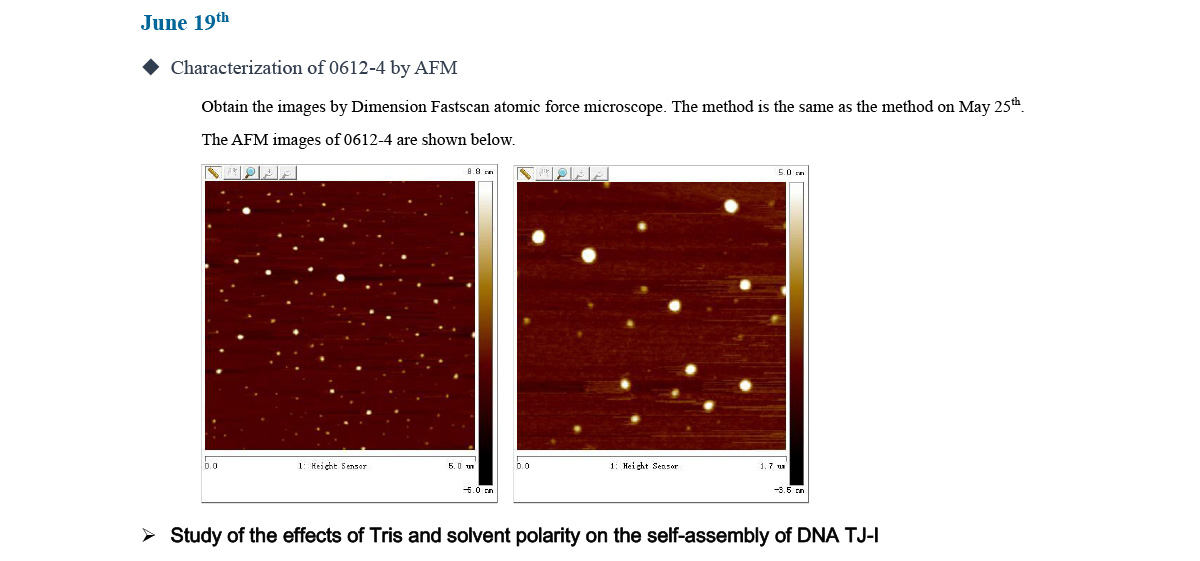 June 19th
◆ Characterization of 0612-4 by AFM
Obtain the images by Dimension Fastscan atomic force microscope. The method is the same as the method on May 25th.
The AFM images of 0612-4 are shown below.
8.8 nm
5.0 nm
0.0 1: Height Sensor 5.0 um
0.0 1: Height Sensor 1.7 um
-5.0 nm
-3.5 nm
➢ Study of the effects of Tris and solvent polarity on the self-assembly of DNA TJ-I